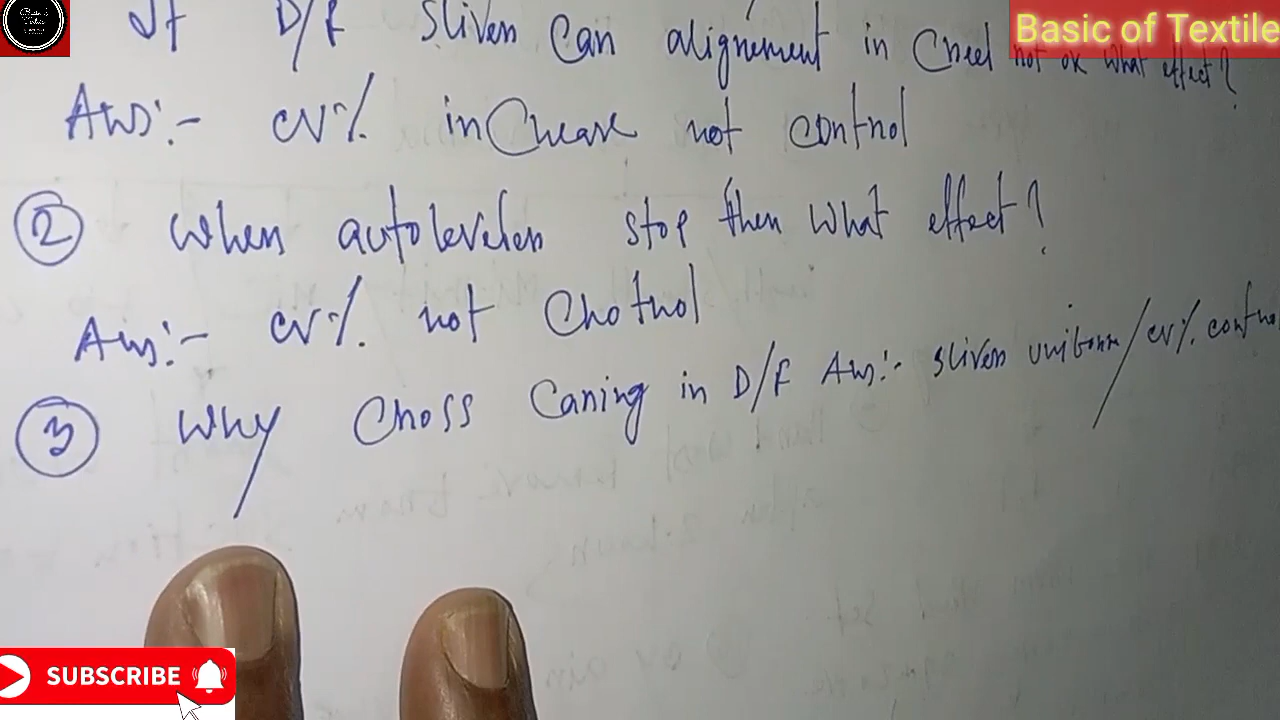 Basic of Textile
If D/F Sliver Can alignement in Creel not ok what effect?
Ans:- CV% increase not control
② When autoleveler stop then what effect?
Ans:- CV% not Chotrol
③ Why Cross Caning in D/F Ans:- sliver uniform/CV% control
SUBSCRIBE